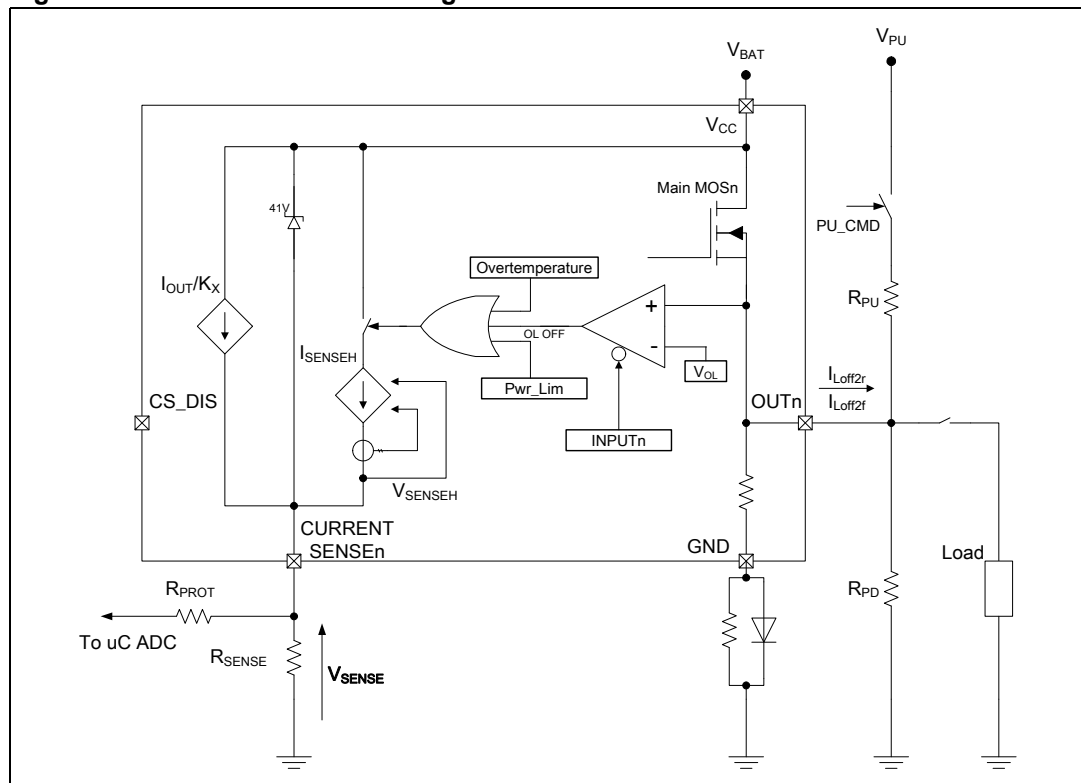 V_BAT
V_PU
V_CC
Main MOSn
41V
PU_CMD
Overtemperature
I_OUT/K_X
R_PU
+
OL OFF
-
I_SENSEH
V_OL
I_Loff2r
Pwr_Lim
I_Loff2f
CS_DIS
OUTn
INPUTn
V_SENSEH
CURRENT
SENSEn
GND
Load
R_PROT
R_PD
To uC ADC
R_SENSE
V_SENSE